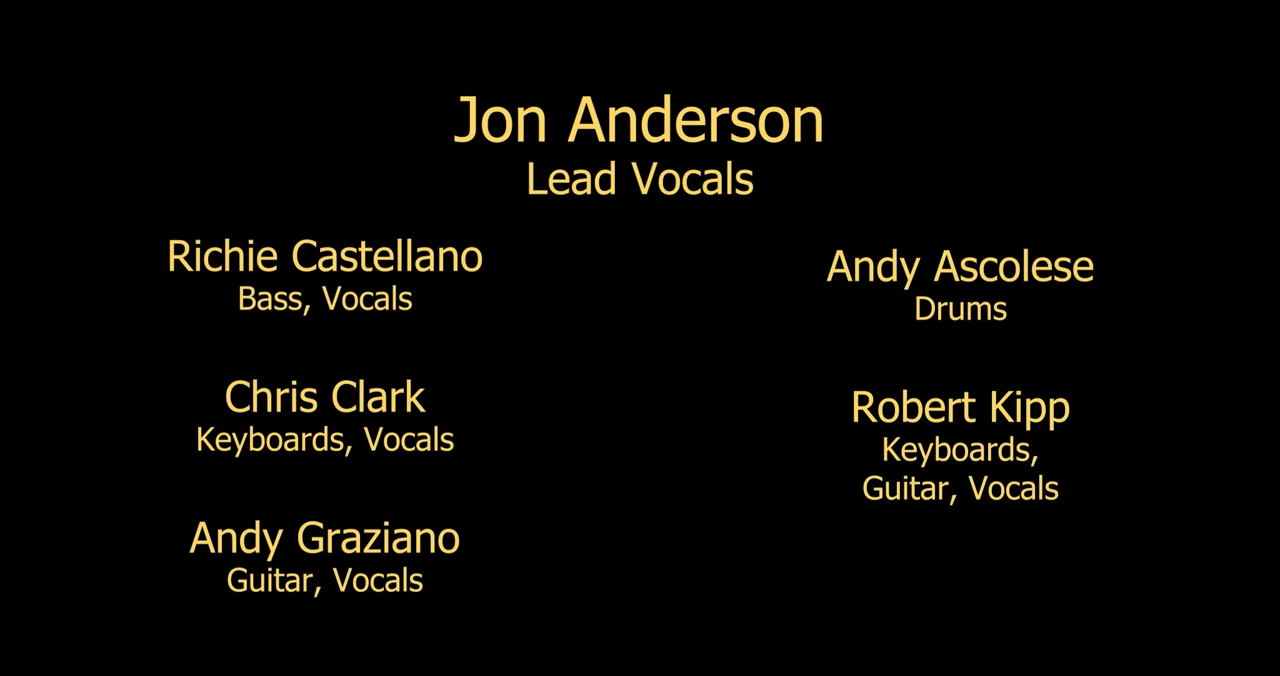 Jon Anderson
Lead Vocals
Richie Castellano
Bass, Vocals
Chris Clark
Keyboards, Vocals
Andy Graziano
Guitar, Vocals
Andy Ascolese
Drums
Robert Kipp
Keyboards,
Guitar, Vocals